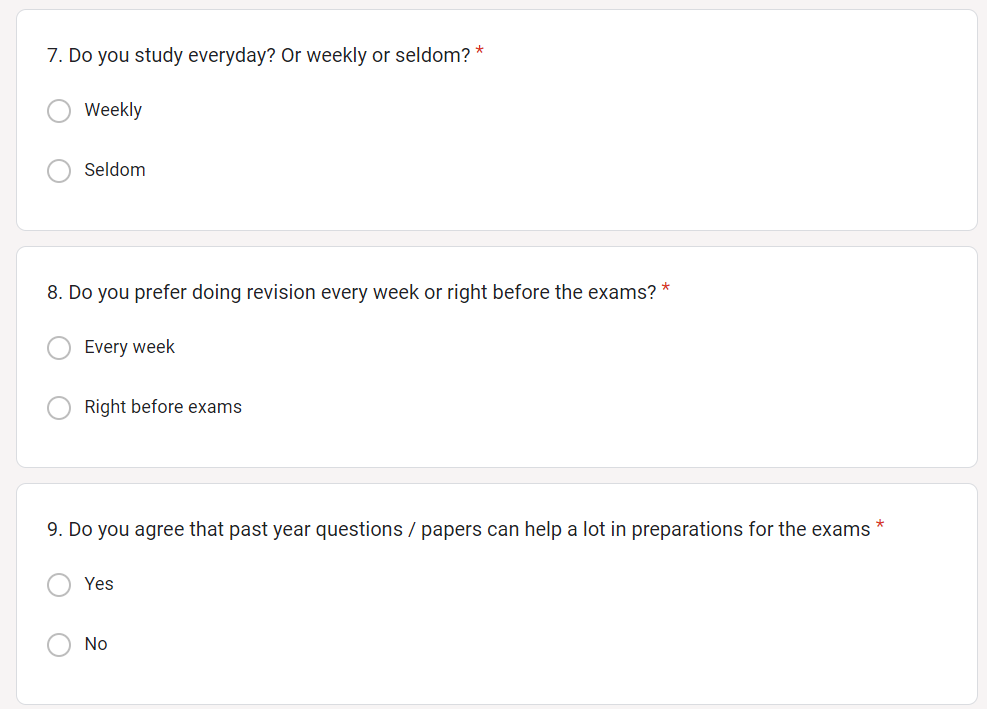 7. Do you study everyday? Or weekly or seldom? *
Weekly
Seldom
8. Do you prefer doing revision every week or right before the exams? *
Every week
Right before exams
9. Do you agree that past year questions / papers can help a lot in preparations for the exams *
Yes
No